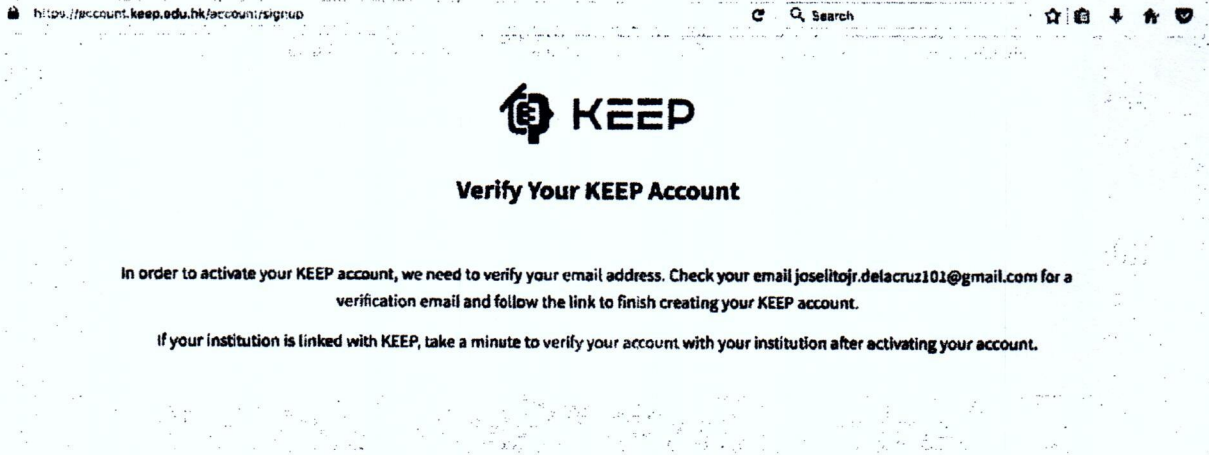 https://account.keep.edu.hk/account/signup
Search
KEEP
Verify Your KEEP Account
In order to activate your KEEP account, we need to verify your email address. Check your email joselitojr.delacruz101@gmail.com for a
verification email and follow the link to finish creating your KEEP account.
If your institution is linked with KEEP, take a minute to verify your account with your institution after activating your account.